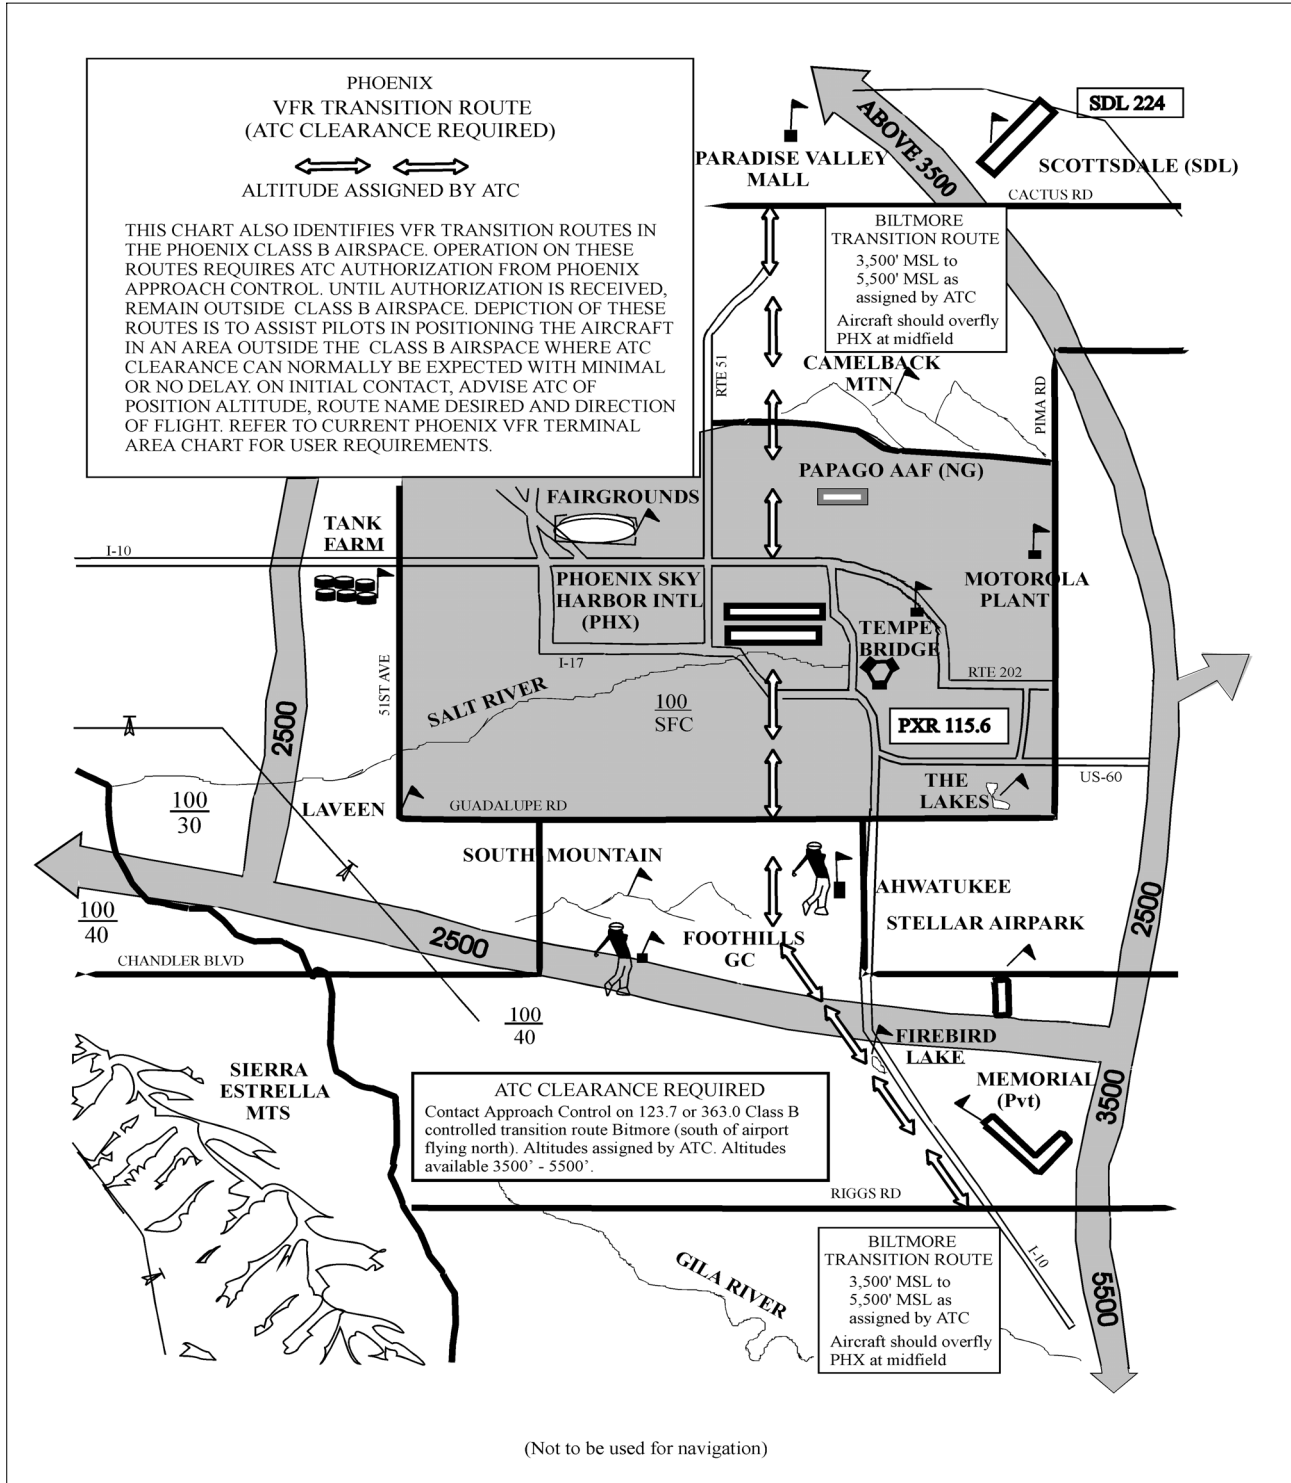 PHOENIX
VFR TRANSITION ROUTE
(ATC CLEARANCE REQUIRED)
ALTITUDE ASSIGNED BY ATC
THIS CHART ALSO IDENTIFIES VFR TRANSITION ROUTES IN
THE PHOENIX CLASS B AIRSPACE. OPERATION ON THESE
ROUTES REQUIRES ATC AUTHORIZATION FROM PHOENIX
APPROACH CONTROL. UNTIL AUTHORIZATION IS RECEIVED,
REMAIN OUTSIDE CLASS B AIRSPACE. DEPICTION OF THESE
ROUTES IS TO ASSIST PILOTS IN POSITIONING THE AIRCRAFT
IN AN AREA OUTSIDE THE CLASS B AIRSPACE WHERE ATC
CLEARANCE CAN NORMALLY BE EXPECTED WITH MINIMAL
OR NO DELAY. ON INITIAL CONTACT, ADVISE ATC OF
POSITION ALTITUDE, ROUTE NAME DESIRED AND DIRECTION
OF FLIGHT. REFER TO CURRENT PHOENIX VFR TERMINAL
AREA CHART FOR USER REQUIREMENTS.
SDL 224
ABOVE 3500
PARADISE VALLEY
MALL
SCOTTSDALE (SDL)
CACTUS RD
BILTMORE
TRANSITION ROUTE
3,500' MSL to
5,500' MSL as
assigned by ATC
Aircraft should overfly
PHX at midfield
RTE 51
CAMELBACK
MTN
PIMA RD
PAPAGO AAF (NG)
FAIRGROUNDS
TANK
FARM
I-10
PHOENIX SKY
HARBOR INTL
(PHX)
MOTOROLA
PLANT
TEMPE
BRIDGE
I-17
RTE 202
51ST AVE
SALT RIVER
100
SFC
PXR 115.6
2500
US-60
THE
LAKES
100
30
LAVEEN
GUADALUPE RD
SOUTH MOUNTAIN
AHWATUKEE
STELLAR AIRPARK
2500
100
40
2500
FOOTHILLS
GC
CHANDLER BLVD
100
40
FIREBIRD
LAKE
SIERRA
ESTRELLA
MTS
MEMORIAL
(Pvt)
3500
ATC CLEARANCE REQUIRED
Contact Approach Control on 123.7 or 363.0 Class B
controlled transition route Bitmore (south of airport
flying north). Altitudes assigned by ATC. Altitudes
available 3500’ - 5500’.
RIGGS RD
GILA RIVER
BILTMORE
TRANSITION ROUTE
3,500' MSL to
5,500' MSL as
assigned by ATC
Aircraft should overfly
PHX at midfield
I-10
5500
(Not to be used for navigation)